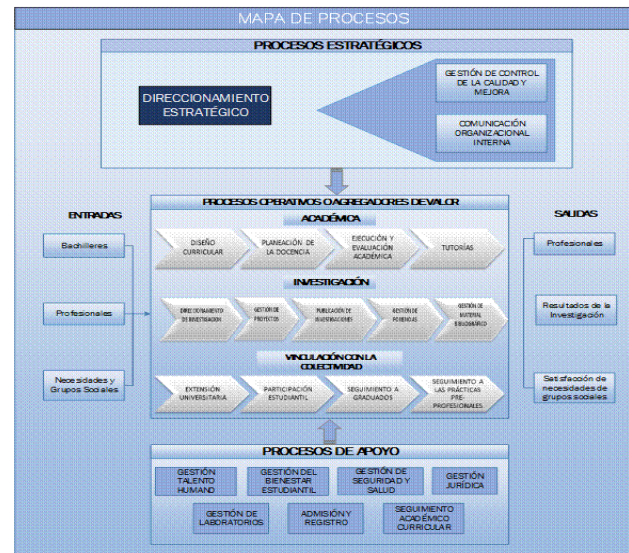 MAPA DE PROCESOS
PROCESOS ESTRATÉGICOS
DIRECCIONAMIENTO
ESTRATÉGICO
GESTIÓN DE CONTROL
DE LA CALIDAD Y
MEJORA
COMUNICACIÓN
ORGANIZACIONAL
INTERNA
PROCESOS OPERATIVOS O AGREGADORES DE VALOR
ENTRADAS
Bachilleres
Profesionales
Necesidades y
Grupos Sociales
ACADÉMICA
DISEÑO
CURRICULAR
PLANEACIÓN DE
LA DOCENCIA
EJECUCIÓN Y
EVALUACIÓN
ACADÉMICA
TUTORÍAS
INVESTIGACIÓN
DIRECCIONAMIENTO
DE INVESTIGACION
GESTIÓN DE
PROYECTOS
PUBLICACIÓN DE
INVESTIGACIONES
GESTIÓN DE
PONENCIAS
GESTIÓN DE
MATERIAL
BIBLIOGRÁFICO
VINCULACIÓN CON LA
COLECTIVIDAD
EXTENSIÓN
UNIVERSITARIA
PARTICIPACIÓN
ESTUDIANTIL
SEGUIMIENTO A
GRADUADOS
SEGUIMIENTO A
LAS PRÁCTICAS
PRE-
PROFESIONALES
SALIDAS
Profesionales
Resultados de la
Investigación
Satisfacción de
necesidades de
grupos sociales
PROCESOS DE APOYO
GESTIÓN
TALENTO
HUMANO
GESTIÓN DEL
BIENESTAR
ESTUDIANTIL
GESTIÓN DE
SEGURIDAD Y
SALUD
GESTIÓN
JURÍDICA
GESTIÓN DE
LABORATORIOS
ADMISIÓN Y
REGISTRO
SEGUIMIENTO
ACADÉMICO
CURRICULAR